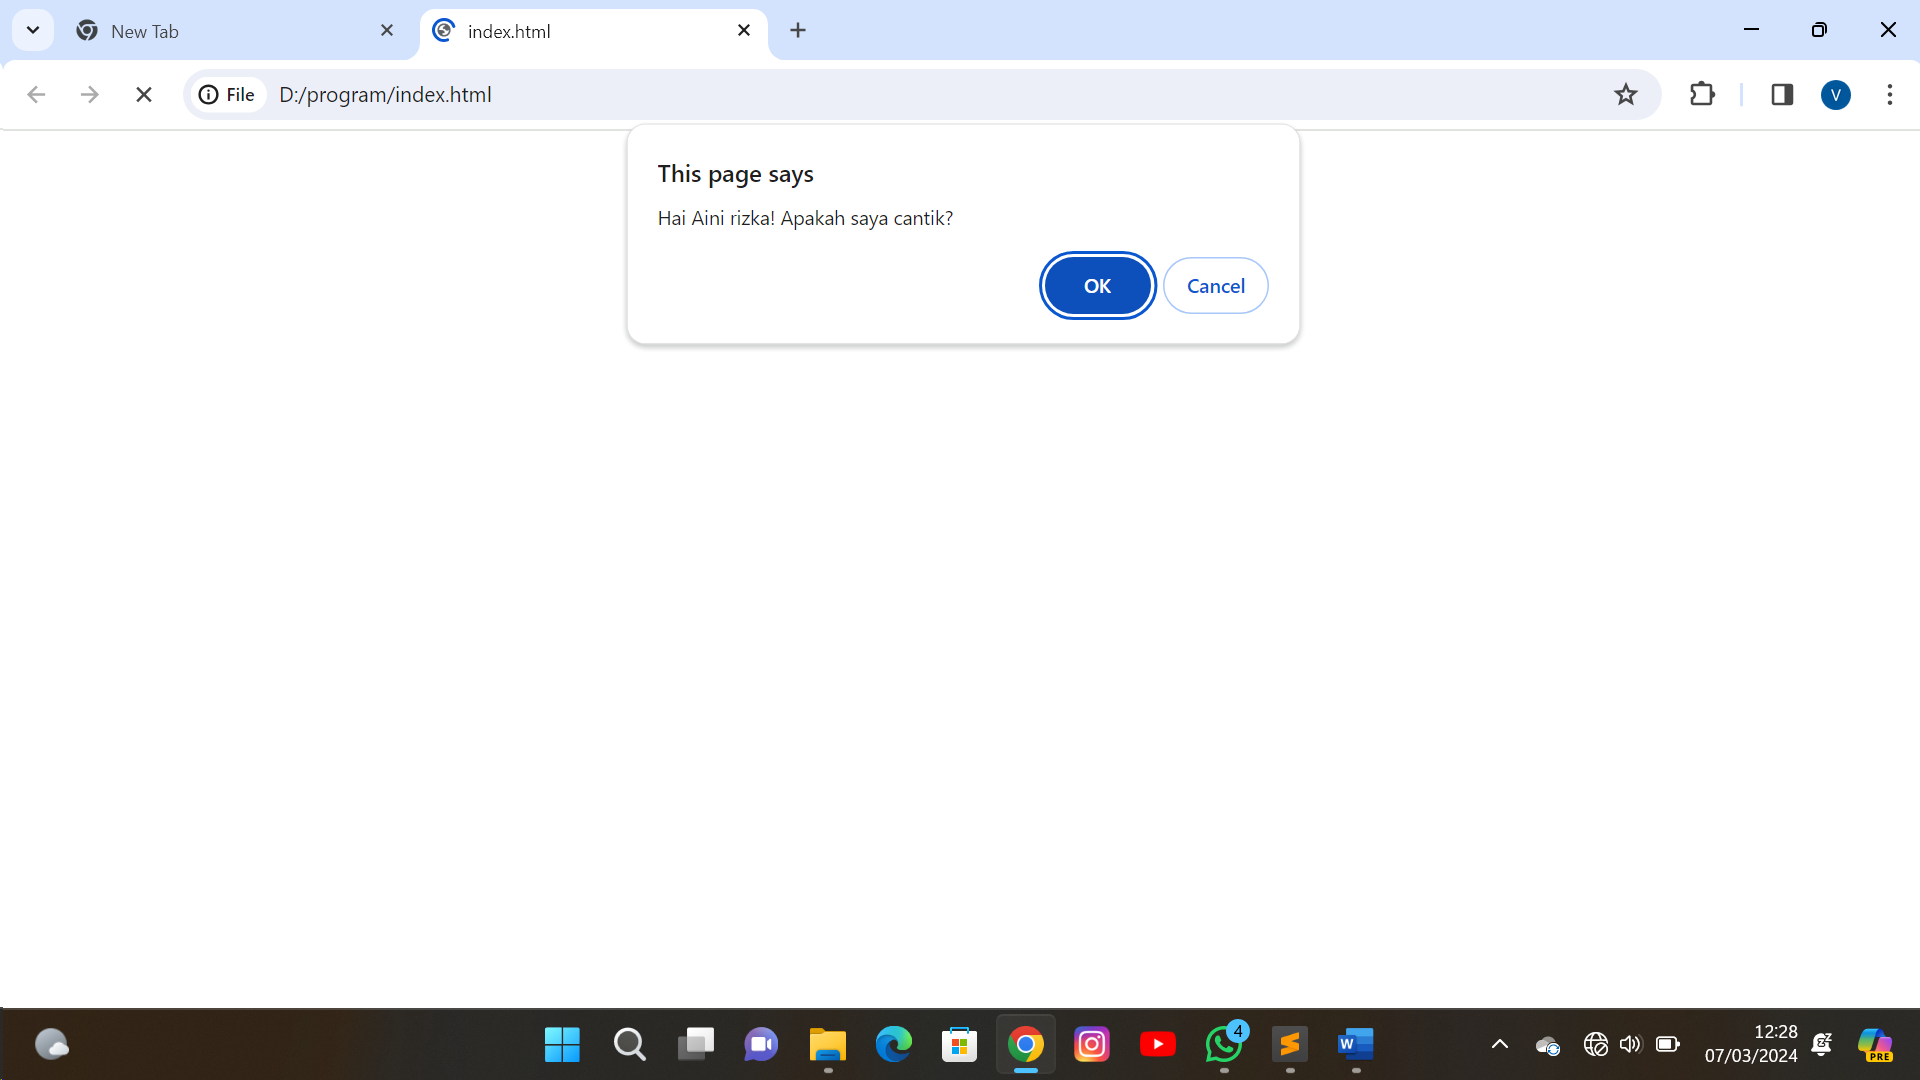 New Tab
index.html
File
D:/program/index.html
V
This page says
Hai Aini rizka! Apakah saya cantik?
OK
Cancel
4
W
12:28
07/03/2024
PRE